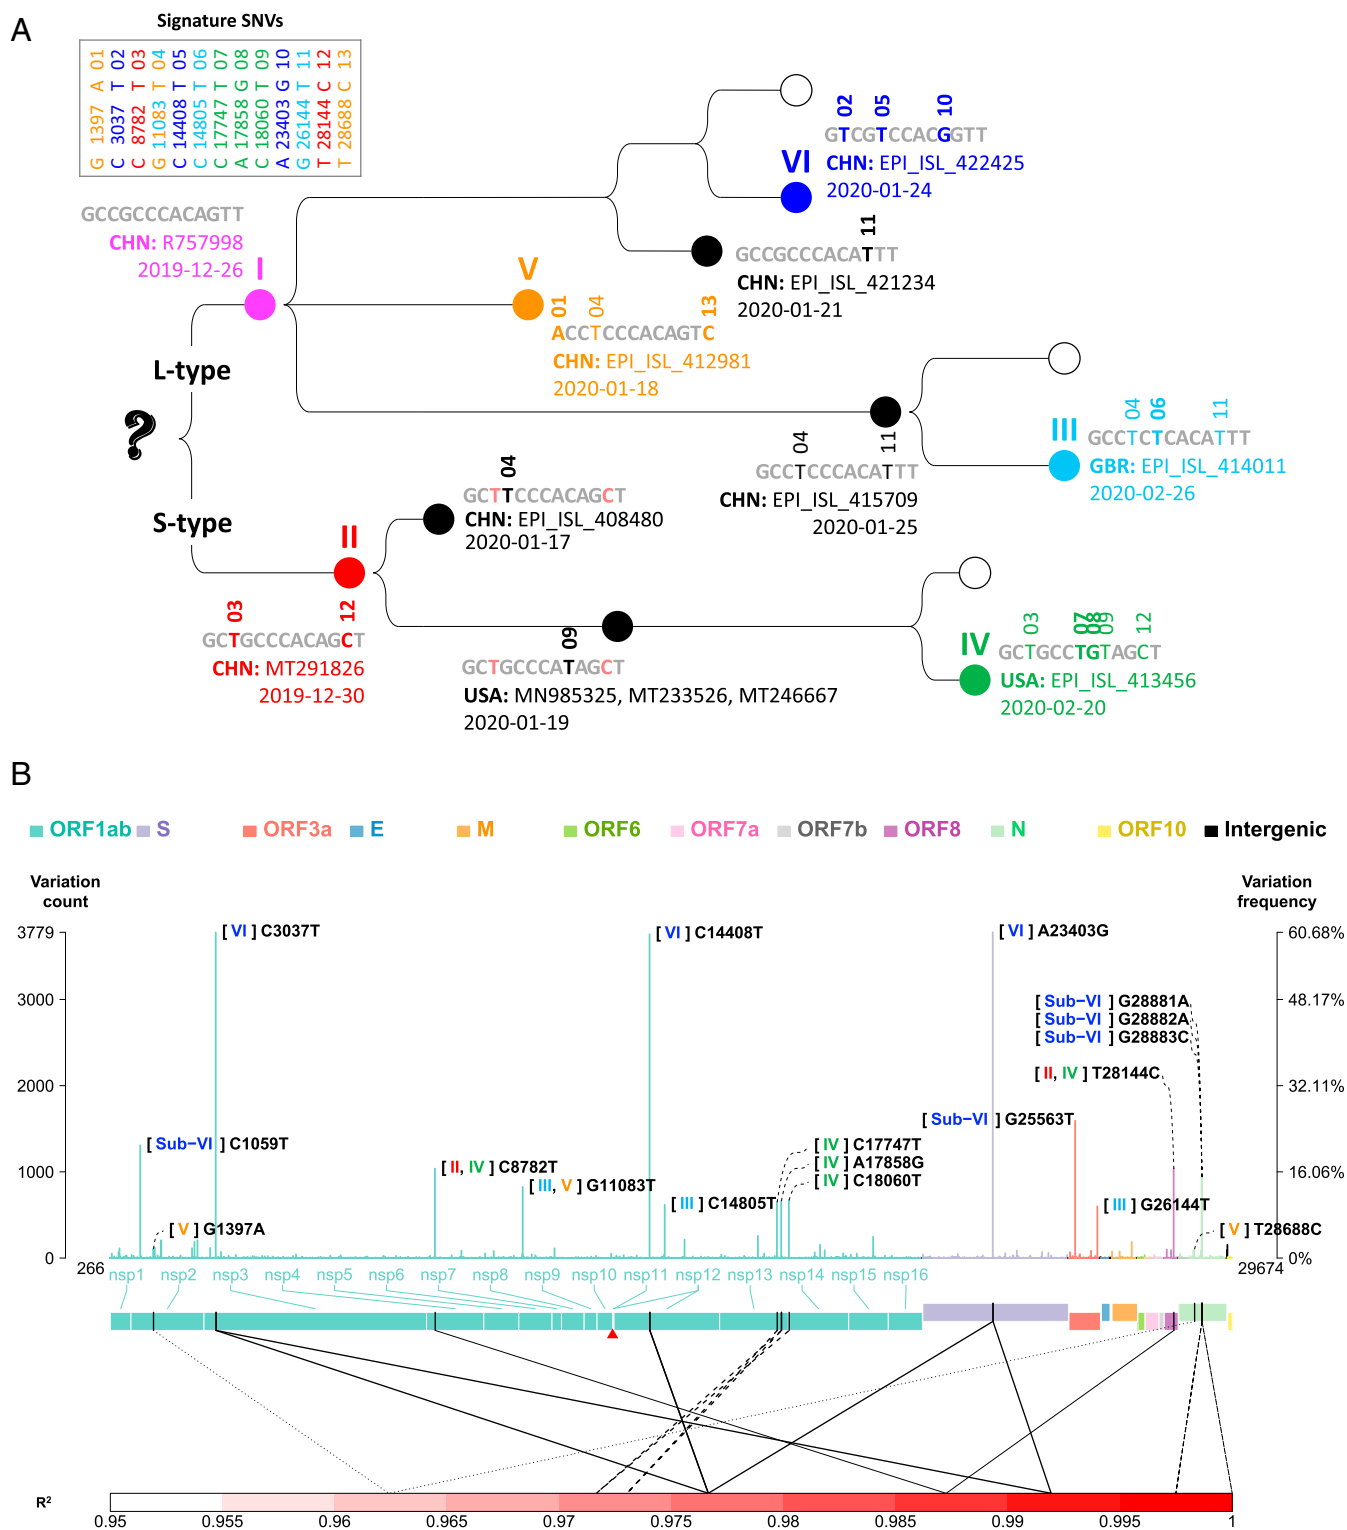 A
Signature SNVs
G 1397 A 01
C 3037 T 02
C 8782 T 03
G 11083 T 04
C 14408 T 05
C 14805 T 06
C 17747 T 07
A 17858 G 08
C 18060 T 09
A 23403 G 10
G 26144 T 11
T 28144 C 12
T 28688 C 13
GCCGCCCACAGTT
CHN: R757998
2019-12-26
I
02 05 10
GTCGTCCACGGTT
VI
CHN: EPI_ISL_422425
2020-01-24
11
GCCGCCCACATTT
CHN: EPI_ISL_421234
2020-01-21
V
01 04 13
ACCTCCCACAGTC
CHN: EPI_ISL_412981
2020-01-18
L-type
?
S-type
04 11
GCCTCCCACATTT
CHN: EPI_ISL_415709
2020-01-25
04 06 11
III
GCCTCTCACATTT
GBR: EPI_ISL_414011
2020-02-26
04
GCTTCCCACAGCT
CHN: EPI_ISL_408480
2020-01-17
II
03 12
GCTGCCCACAGCT
CHN: MT291826
2019-12-30
09
GCTGCCCATAGCT
USA: MN985325, MT233526, MT246667
2020-01-19
03 07 08 09 12
IV
GCTGCCTGTAGCT
USA: EPI_ISL_413456
2020-02-20
B
ORF1ab S ORF3a E M ORF6 ORF7a ORF7b ORF8 N ORF10 Intergenic
Variation
count
Variation
frequency
3779
3000
2000
1000
0
60.68%
48.17%
32.11%
16.06%
0%
[ VI ] C3037T
[ VI ] C14408T
[ VI ] A23403G
[ Sub−VI ] G28881A
[ Sub−VI ] G28882A
[ Sub−VI ] G28883C
[ II, IV ] T28144C
[ Sub−VI ] G25563T
[ Sub−VI ] C1059T
[ IV ] C17747T
[ IV ] A17858G
[ IV ] C18060T
[ II, IV ] C8782T
[ III, V ] G11083T
[ III ] C14805T
[ III ] G26144T
[ V ] G1397A
[ V ] T28688C
266
29674
nsp1 nsp2 nsp3 nsp4 nsp5 nsp6 nsp7 nsp8 nsp9 nsp10 nsp11 nsp12 nsp13 nsp14 nsp15 nsp16
R²
0.95 0.955 0.96 0.965 0.97 0.975 0.98 0.985 0.99 0.995 1